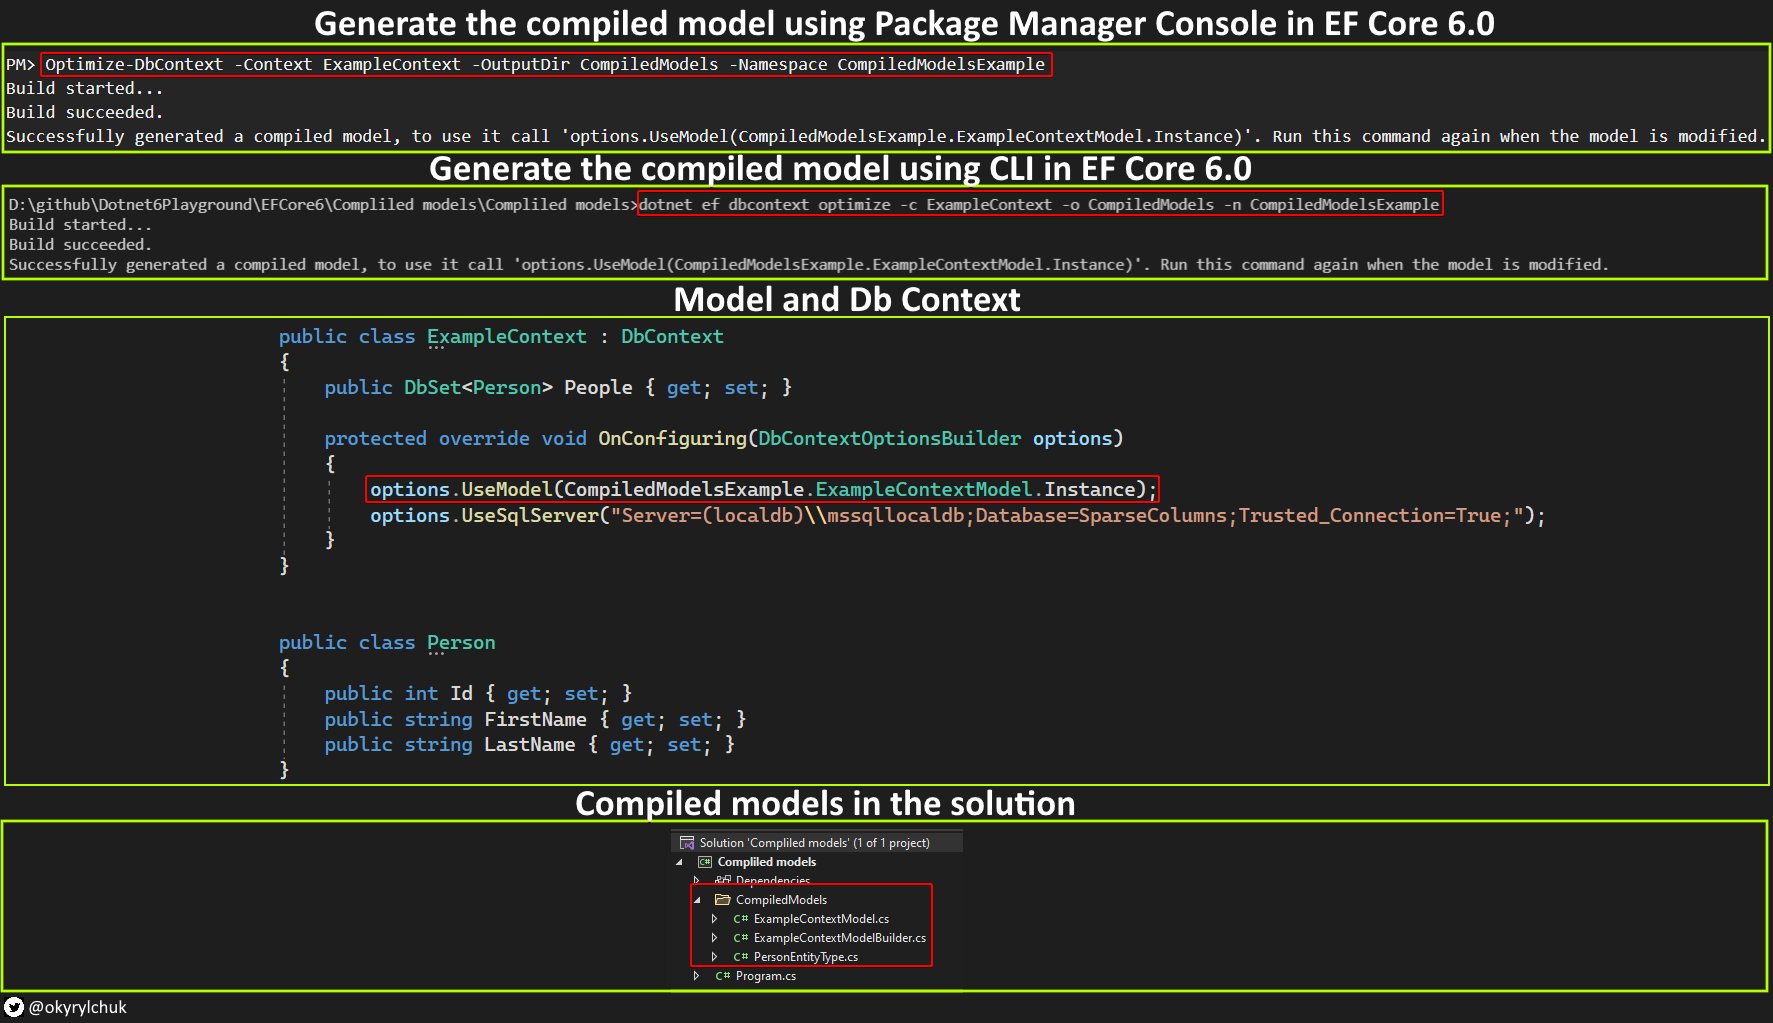 Generate the compiled model using Package Manager Console in EF Core 6.0
PM> Optimize-DbContext -Context ExampleContext -OutputDir CompiledModels -Namespace CompiledModelsExample
Build started...
Build succeeded.
Successfully generated a compiled model, to use it call 'options.UseModel(CompiledModelsExample.ExampleContextModel.Instance)'. Run this command again when the model is modified.
Generate the compiled model using CLI in EF Core 6.0
D:\github\Dotnet6Playground\EFCore6\Compliled models\Compliled models>dotnet ef dbcontext optimize -c ExampleContext -o CompiledModels -n CompiledModelsExample
Build started...
Build succeeded.
Successfully generated a compiled model, to use it call 'options.UseModel(CompiledModelsExample.ExampleContextModel.Instance)'. Run this command again when the model is modified.
Model and Db Context
public class ExampleContext : DbContext
{
public DbSet<Person> People { get; set; }
protected override void OnConfiguring(DbContextOptionsBuilder options)
{
options.UseModel(CompiledModelsExample.ExampleContextModel.Instance);
options.UseSqlServer("Server=(localdb)\\mssqllocaldb;Database=SparseColumns;Trusted_Connection=True;");
}
}
public class Person
{
public int Id { get; set; }
public string FirstName { get; set; }
public string LastName { get; set; }
}
Compiled models in the solution
Solution 'Compliled models' (1 of 1 project)
C# Compliled models
Dependencies
CompiledModels
C# ExampleContextModel.cs
C# ExampleContextModelBuilder.cs
C# PersonEntityType.cs
C# Program.cs
@okyrylchuk